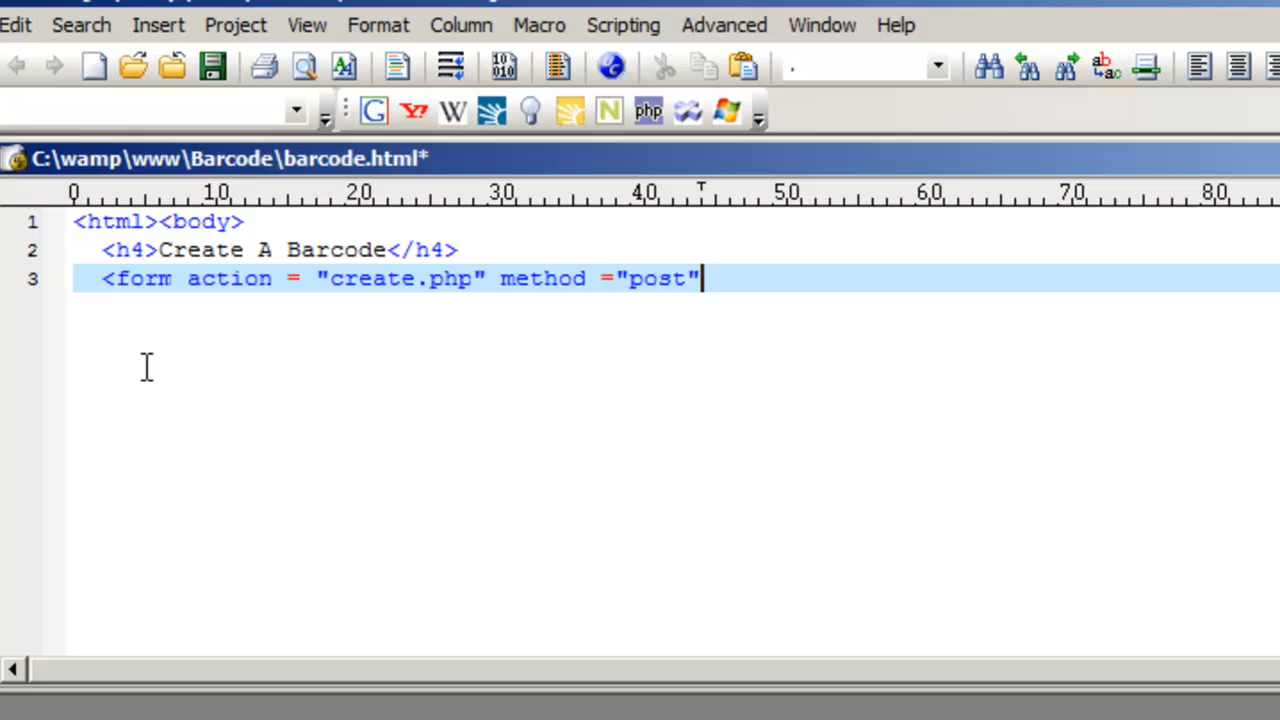 Edit Search Insert Project View Format Column Macro Scripting Advanced Window Help
G Y! W N php
C:\wamp\www\Barcode\barcode.html*
0 10 20 30 40 50 60 70 80
1 <html><body>
2 <h4>Create A Barcode</h4>
3 <form action = "create.php" method ="post"